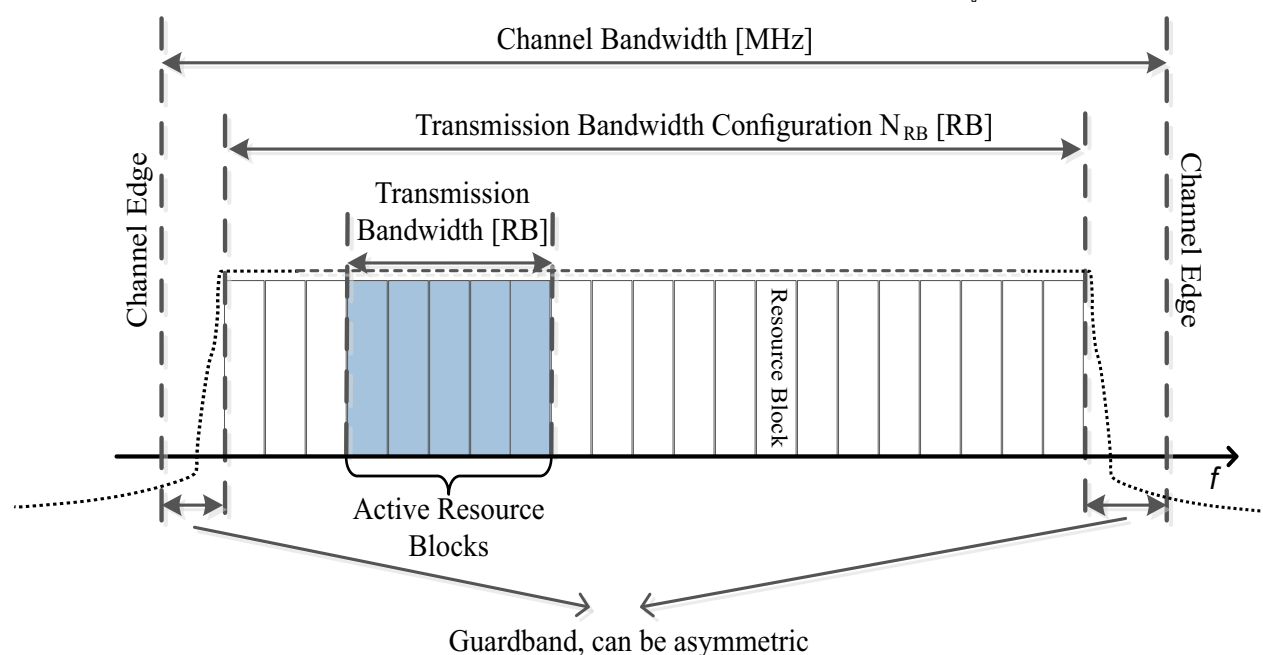 Channel Bandwidth [MHz]
Transmission Bandwidth Configuration N_RB [RB]
Transmission
Bandwidth [RB]
Channel Edge
Channel Edge
Resource Block
f
Active Resource
Blocks
Guardband, can be asymmetric